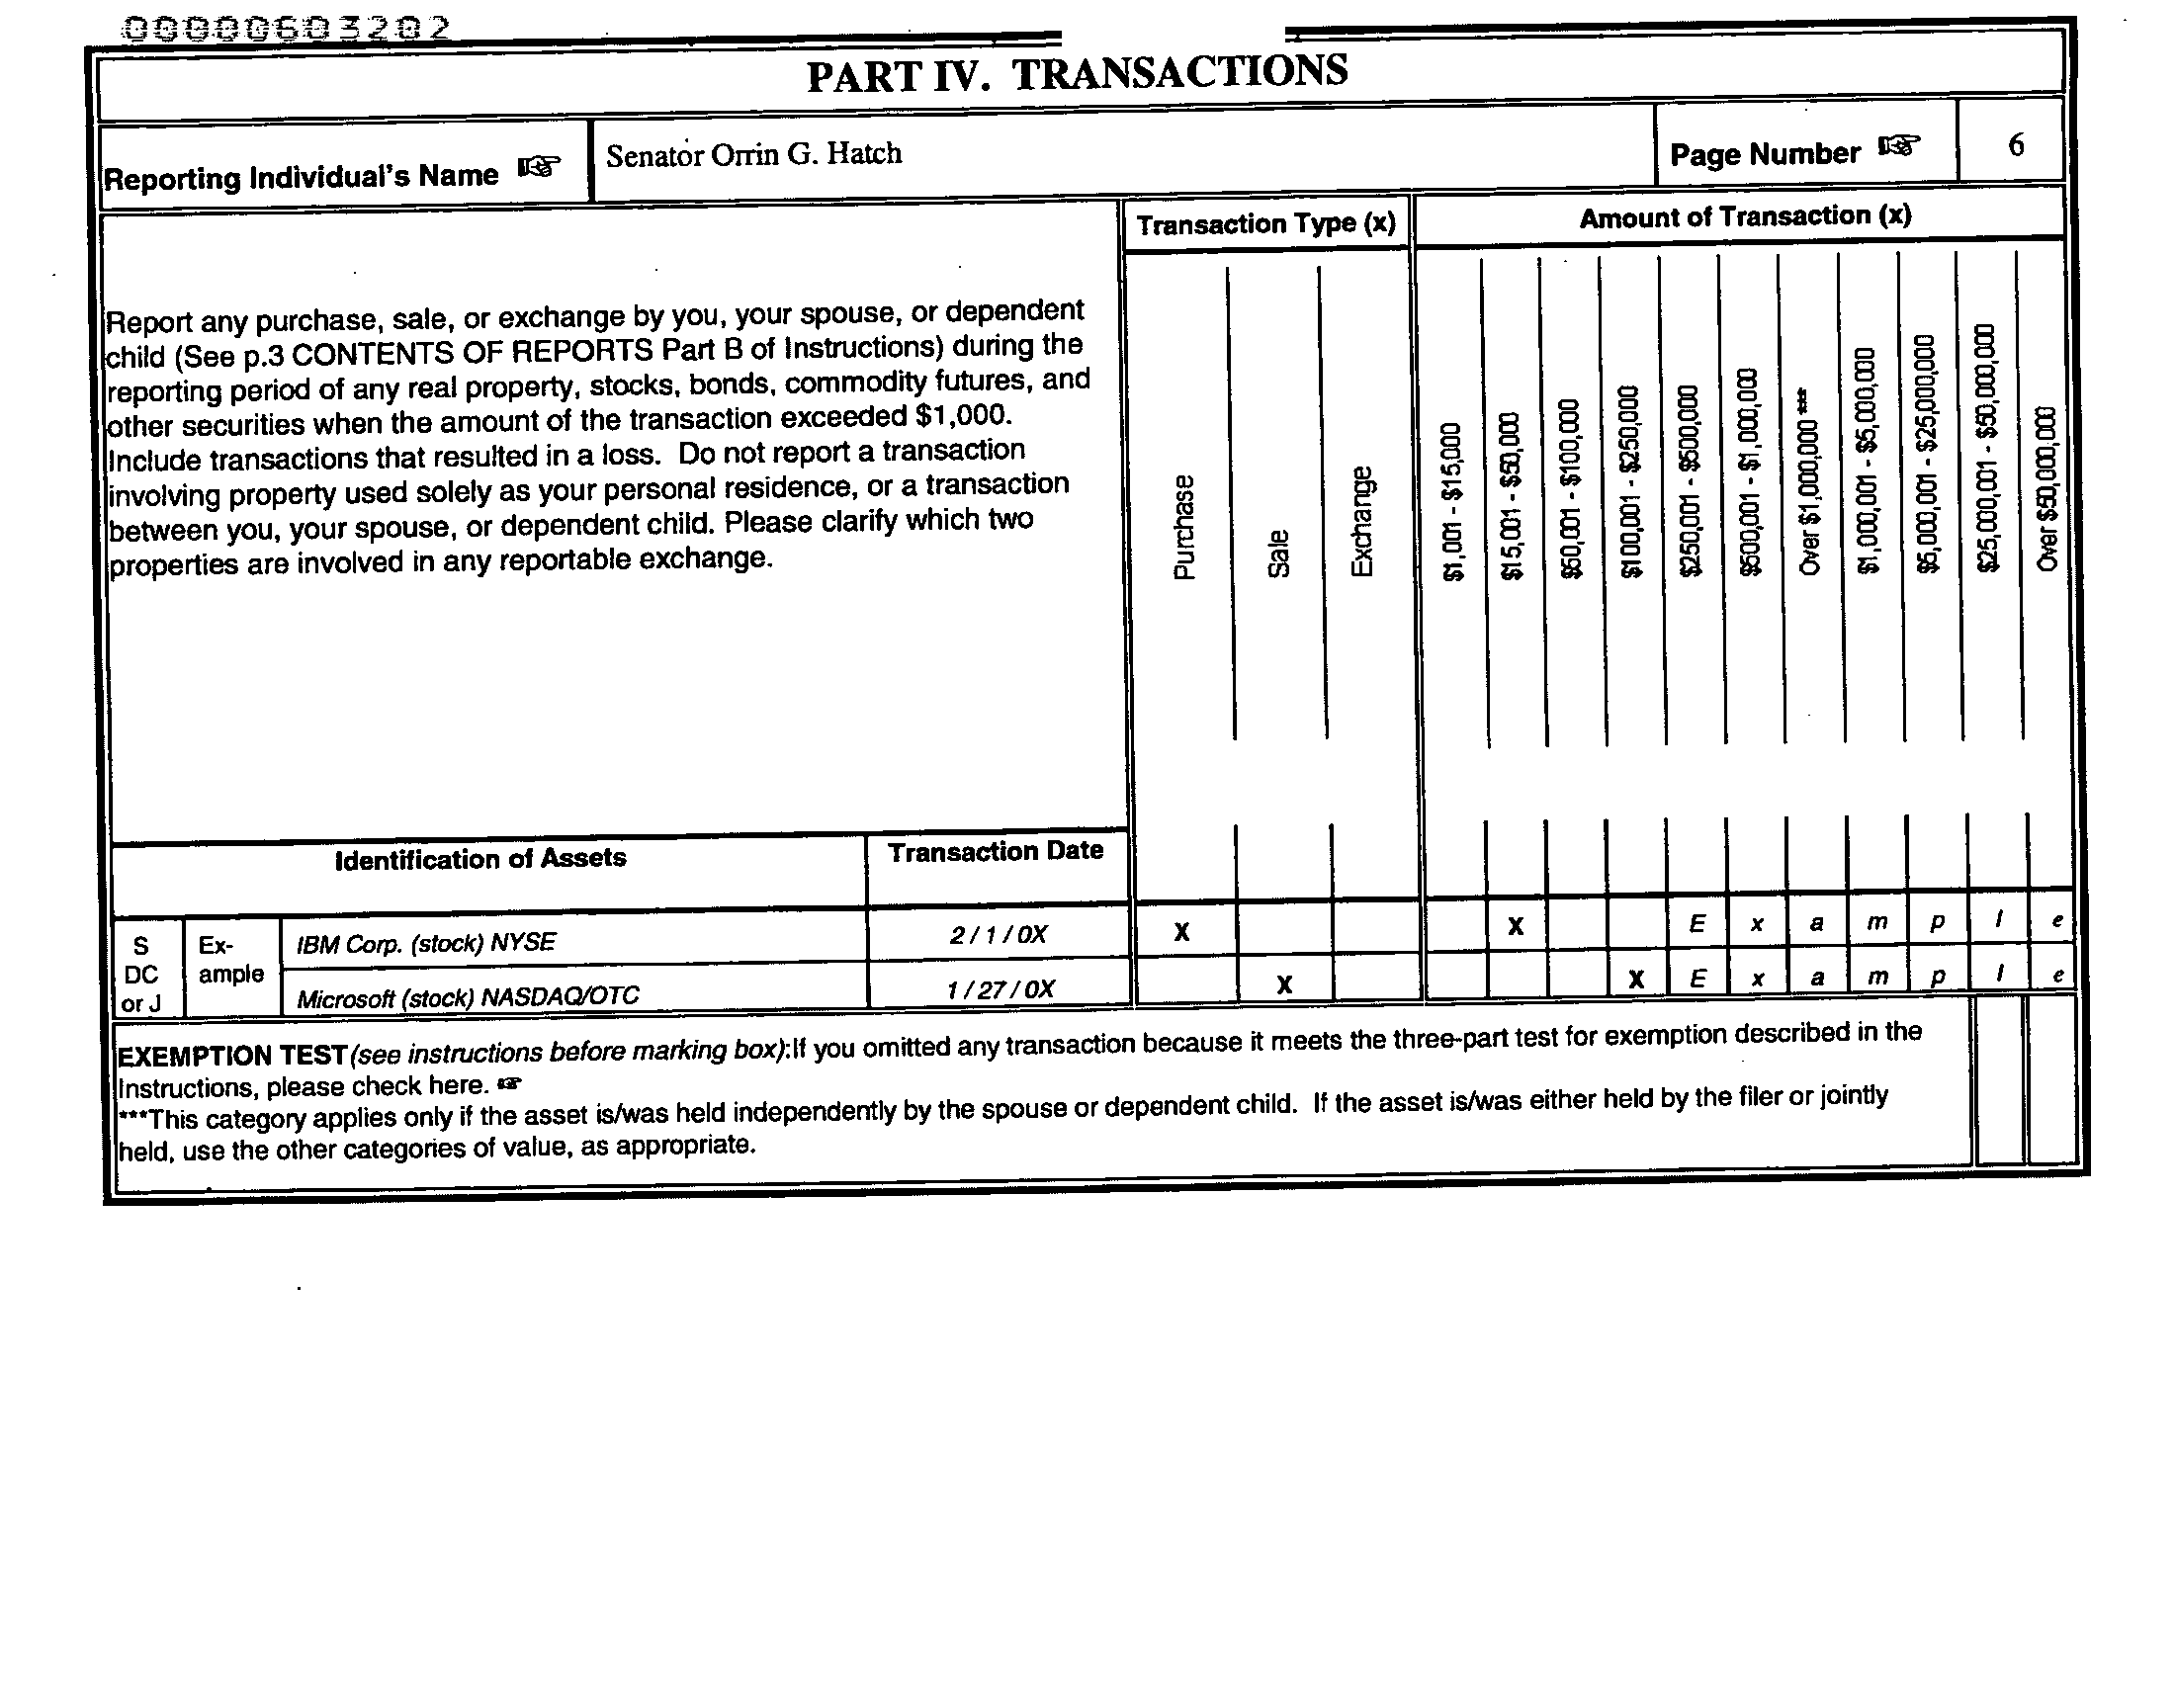 00000603202
PART IV. TRANSACTIONS
Reporting Individual's Name ☞ Senator Orrin G. Hatch Page Number ☞ 6
Transaction Type (x) Amount of Transaction (x)
Report any purchase, sale, or exchange by you, your spouse, or dependent
child (See p.3 CONTENTS OF REPORTS Part B of Instructions) during the
reporting period of any real property, stocks, bonds, commodity futures, and
other securities when the amount of the transaction exceeded $1,000.
Include transactions that resulted in a loss. Do not report a transaction
involving property used solely as your personal residence, or a transaction
between you, your spouse, or dependent child. Please clarify which two
properties are involved in any reportable exchange.
Purchase
Sale
Exchange
$1,001 - $15,000
$15,001 - $50,000
$50,001 - $100,000
$100,001 - $250,000
$250,001 - $500,000
$500,001 - $1,000,000
Over $1,000,000 ***
$1,000,001 - $5,000,000
$5,000,001 - $25,000,000
$25,000,001 - $50,000,000
Over $50,000,000
Identification of Assets Transaction Date
S
DC
or J
Ex-
ample
IBM Corp. (stock) NYSE 2 / 1 / 0X X X E x a m p l e
Microsoft (stock) NASDAQ/OTC 1 / 27 / 0X X X E x a m p l e
EXEMPTION TEST(see instructions before marking box):If you omitted any transaction because it meets the three-part test for exemption described in the
Instructions, please check here. ☞
***This category applies only if the asset is/was held independently by the spouse or dependent child. If the asset is/was either held by the filer or jointly
held, use the other categories of value, as appropriate.